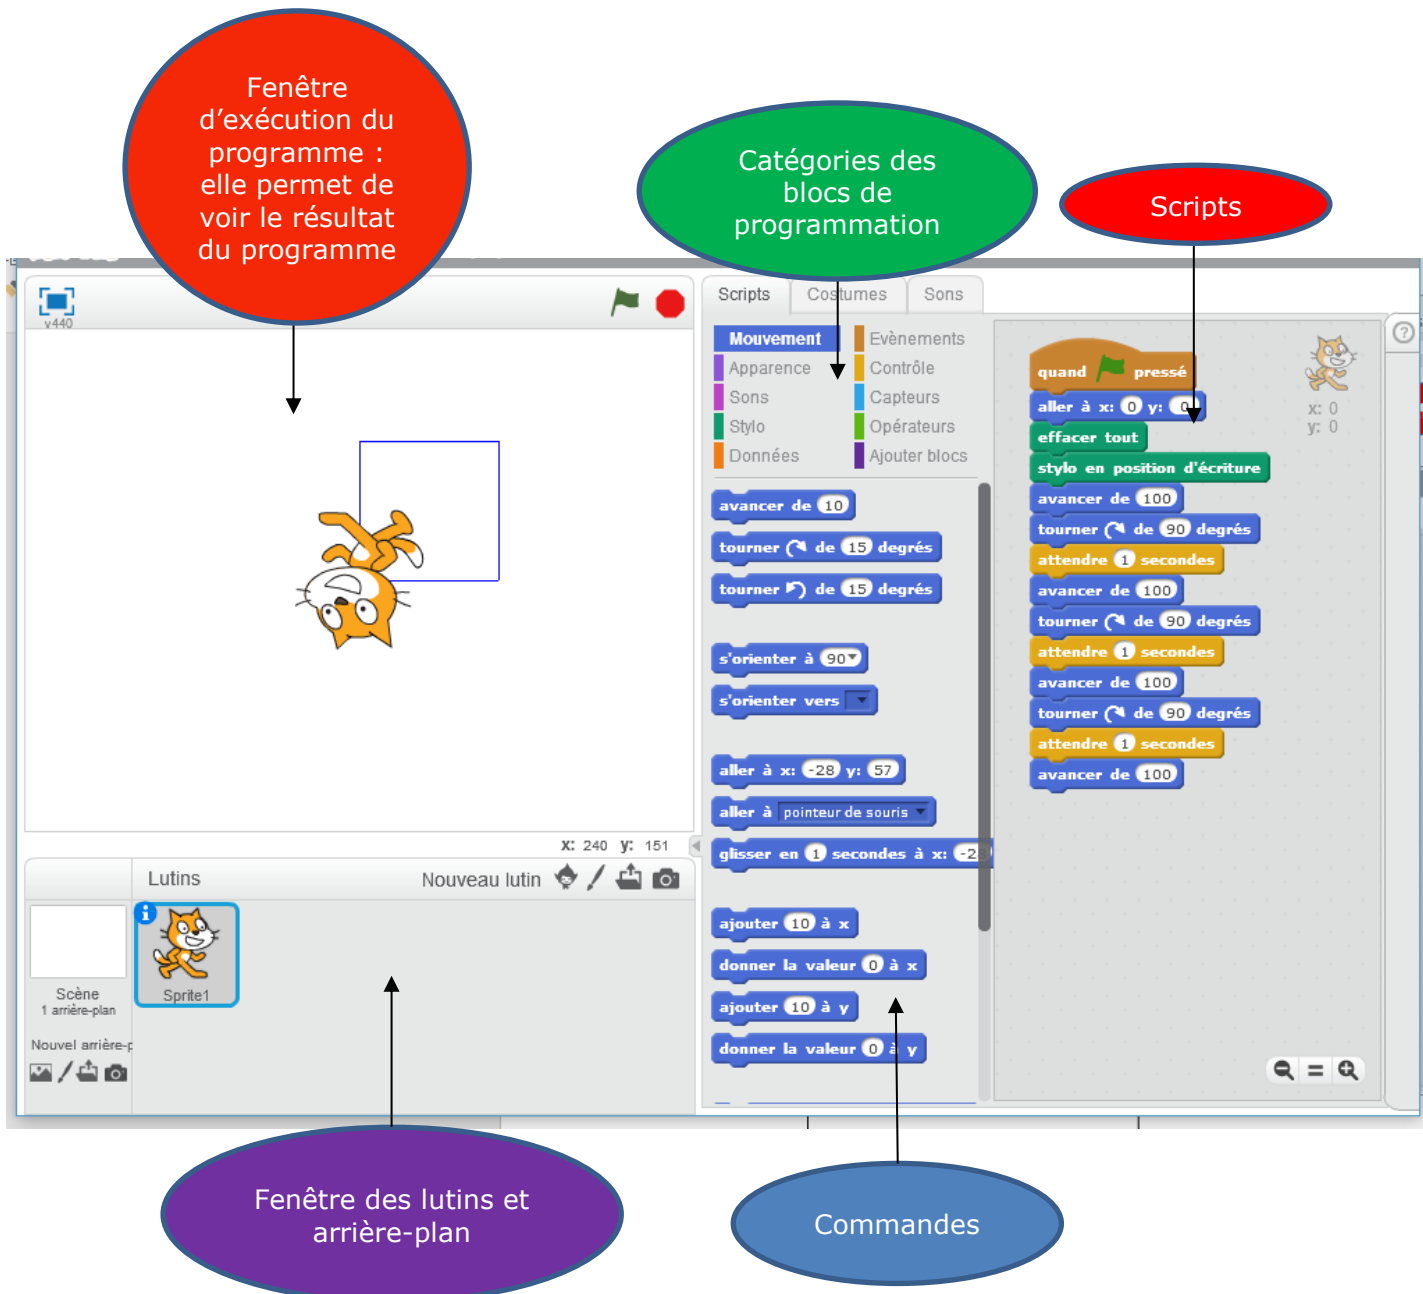 Fenêtre
d’exécution du
programme :
elle permet de
voir le résultat
du programme
Catégories des
blocs de
programmation
Scripts
v440
Scripts
Costumes
Sons
Mouvement
Evènements
Apparence
Contrôle
Sons
Capteurs
Stylo
Opérateurs
Données
Ajouter blocs
avancer de 10
tourner de 15 degrés
tourner de 15 degrés
s'orienter à 90
s'orienter vers
aller à x: -28 y: 57
aller à pointeur de souris
glisser en 1 secondes à x: -28
ajouter 10 à x
donner la valeur 0 à x
ajouter 10 à y
donner la valeur 0 à y
quand pressé
aller à x: 0 y: 0
effacer tout
stylo en position d'écriture
avancer de 100
tourner de 90 degrés
attendre 1 secondes
avancer de 100
tourner de 90 degrés
attendre 1 secondes
avancer de 100
tourner de 90 degrés
attendre 1 secondes
avancer de 100
x: 0
y: 0
?
X: 240 y: 151
Lutins
Nouveau lutin
i
Scène
1 arrière-plan
Sprite1
Nouvel arrière-p
Fenêtre des lutins et
arrière-plan
Commandes